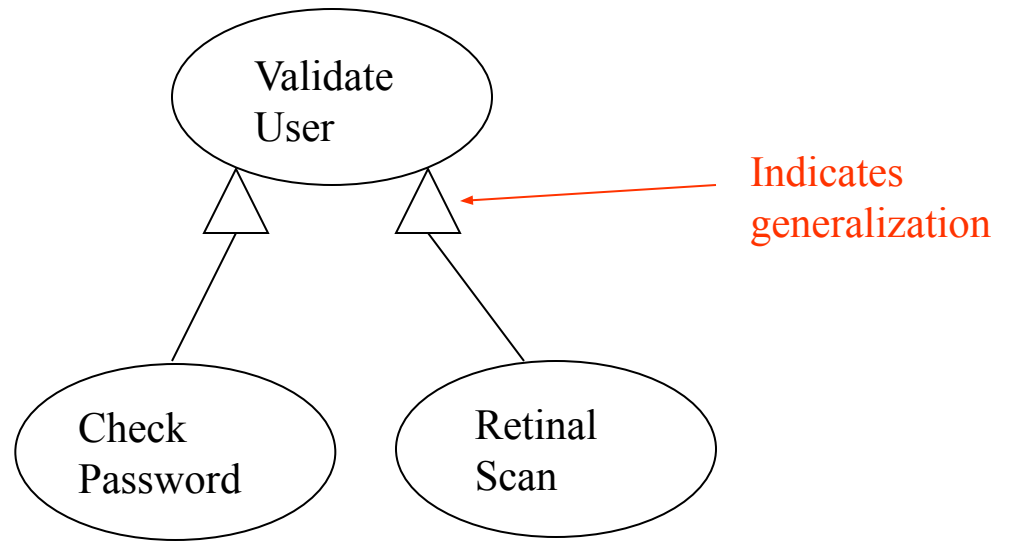 Validate
User
Indicates
generalization
Check
Password
Retinal
Scan